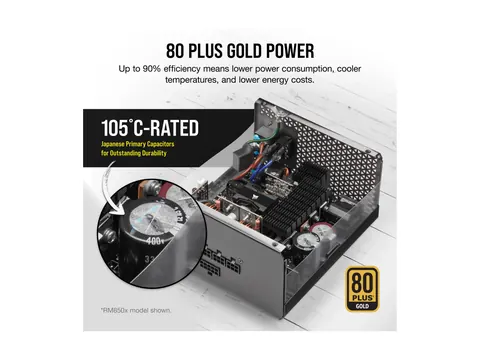 80 PLUS GOLD POWER
Up to 90% efficiency means lower power consumption, cooler
temperatures, and lower energy costs.
105°C-RATED
Japanese Primary Capacitors
for Outstanding Durability
400
*RM850x model shown.
80
PLUS
GOLD